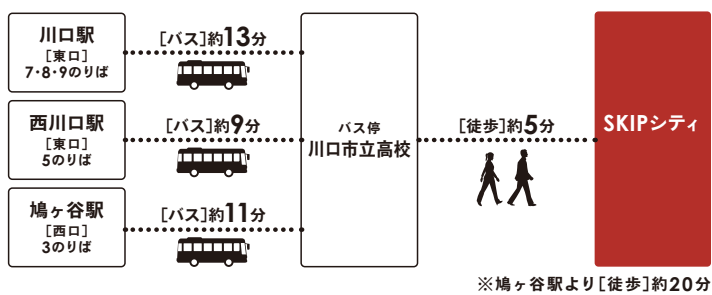 川口駅
[東口]
7・8・9のりば
[バス]約13分
西川口駅
[東口]
5のりば
[バス]約9分
鳩ヶ谷駅
[西口]
3のりば
[バス]約11分
バス停
川口市立高校
[徒歩]約5分
SKIPシティ
※鳩ヶ谷駅より[徒歩]約20分